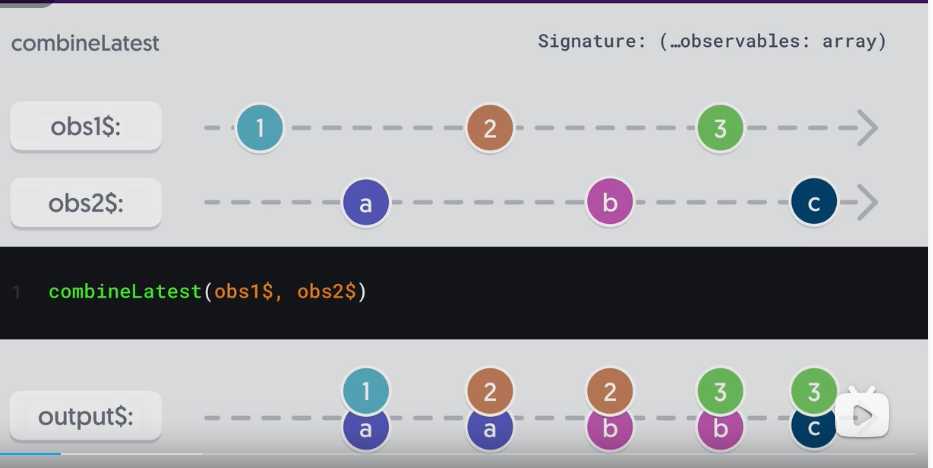 combineLatest
Signature: (…observables: array)
obs1$:
1 2 3
obs2$:
a b c
1 combineLatest(obs1$, obs2$)
1 2 2 3 3
output$:
a a b b c